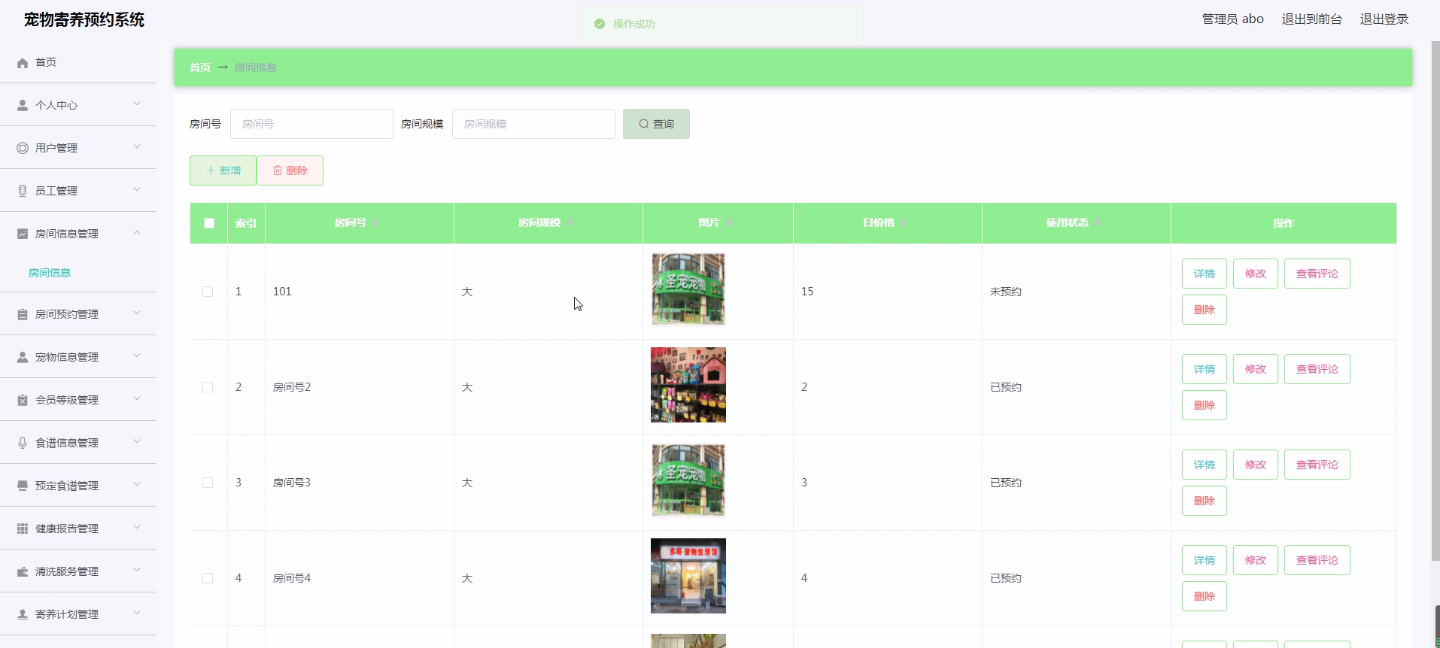 宠物寄养预约系统
操作成功
管理员 abo 退出到前台 退出登录
首页
个人中心
用户管理
员工管理
房间信息管理
房间信息
房间预约管理
宠物信息管理
会员等级管理
食谱信息管理
预定食谱管理
健康报告管理
清洗服务管理
寄养计划管理
首页 → 房间信息
房间号 房间号 房间规模 房间规模 查询
新增 删除
索引 房间号 房间规模 图片 日价格 使用状态 操作
1 101 大 15 未预约 详情 修改 查看评论
删除
2 房间号2 大 2 已预约 详情 修改 查看评论
删除
3 房间号3 大 3 已预约 详情 修改 查看评论
删除
4 房间号4 大 4 已预约 详情 修改 查看评论
删除